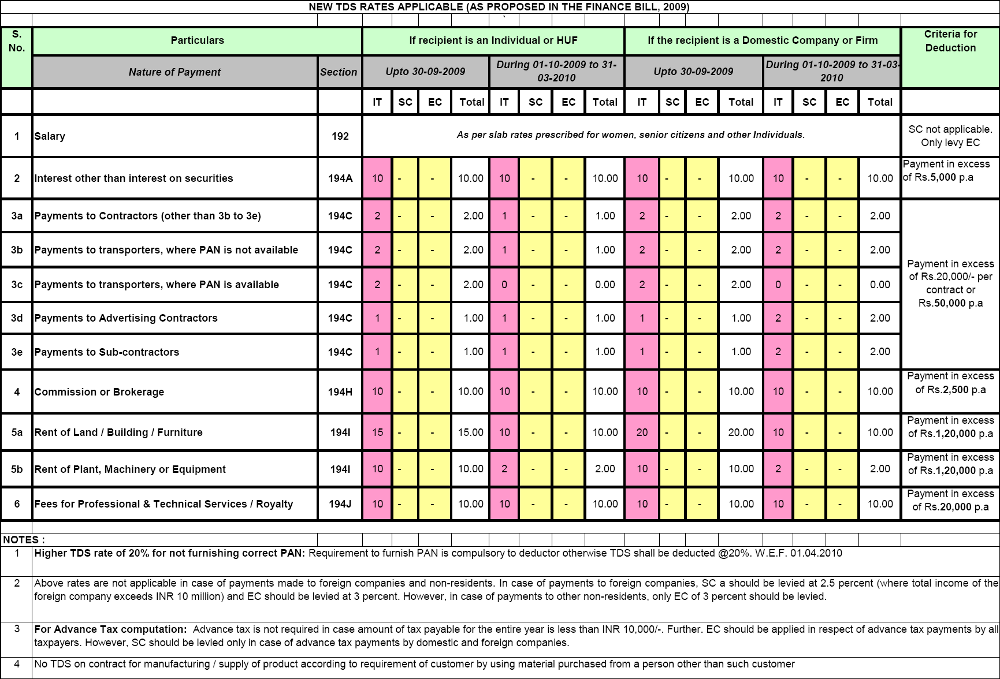 NEW TDS RATES APPLICABLE (AS PROPOSED IN THE FINANCE BILL, 2009)
`
S. No. Particulars If recipient is an Individual or HUF If the recipient is a Domestic Company or Firm Criteria for Deduction
Nature of Payment Section Upto 30-09-2009 During 01-10-2009 to 31-03-2010 Upto 30-09-2009 During 01-10-2009 to 31-03-2010
IT SC EC Total IT SC EC Total IT SC EC Total IT SC EC Total
1 Salary 192 As per slab rates prescribed for women, senior citizens and other Individuals. SC not applicable. Only levy EC
2 Interest other than interest on securities 194A 10 - - 10.00 10 - - 10.00 10 - - 10.00 10 - - 10.00 Payment in excess of Rs.5,000 p.a
3a Payments to Contractors (other than 3b to 3e) 194C 2 - - 2.00 1 - - 1.00 2 - - 2.00 2 - - 2.00
3b Payments to transporters, where PAN is not available 194C 2 - - 2.00 1 - - 1.00 2 - - 2.00 2 - - 2.00
3c Payments to transporters, where PAN is available 194C 2 - - 2.00 0 - - 0.00 2 - - 2.00 0 - - 0.00
Payment in excess of Rs.20,000/- per contract or Rs.50,000 p.a
3d Payments to Advertising Contractors 194C 1 - - 1.00 1 - - 1.00 1 - - 1.00 2 - - 2.00
3e Payments to Sub-contractors 194C 1 - - 1.00 1 - - 1.00 1 - - 1.00 2 - - 2.00
4 Commission or Brokerage 194H 10 - - 10.00 10 - - 10.00 10 - - 10.00 10 - - 10.00 Payment in excess of Rs.2,500 p.a
5a Rent of Land / Building / Furniture 194I 15 - - 15.00 10 - - 10.00 20 - - 20.00 10 - - 10.00 Payment in excess of Rs.1,20,000 p.a
5b Rent of Plant, Machinery or Equipment 194I 10 - - 10.00 2 - - 2.00 10 - - 10.00 2 - - 2.00 Payment in excess of Rs.1,20,000 p.a
6 Fees for Professional & Technical Services / Royalty 194J 10 - - 10.00 10 - - 10.00 10 - - 10.00 10 - - 10.00 Payment in excess of Rs.20,000 p.a
NOTES :
1 Higher TDS rate of 20% for not furnishing correct PAN: Requirement to furnish PAN is compulsory to deductor otherwise TDS shall be deducted @20%. W.E.F. 01.04.2010
2 Above rates are not applicable in case of payments made to foreign companies and non-residents. In case of payments to foreign companies, SC a should be levied at 2.5 percent (where total income of the
foreign company exceeds INR 10 million) and EC should be levied at 3 percent. However, in case of payments to other non-residents, only EC of 3 percent should be levied.
3 For Advance Tax computation: Advance tax is not required in case amount of tax payable for the entire year is less than INR 10,000/-. Further. EC should be applied in respect of advance tax payments by all
taxpayers. However, SC should be levied only in case of advance tax payments by domestic and foreign companies.
4 No TDS on contract for manufacturing / supply of product according to requirement of customer by using material purchased from a person other than such customer